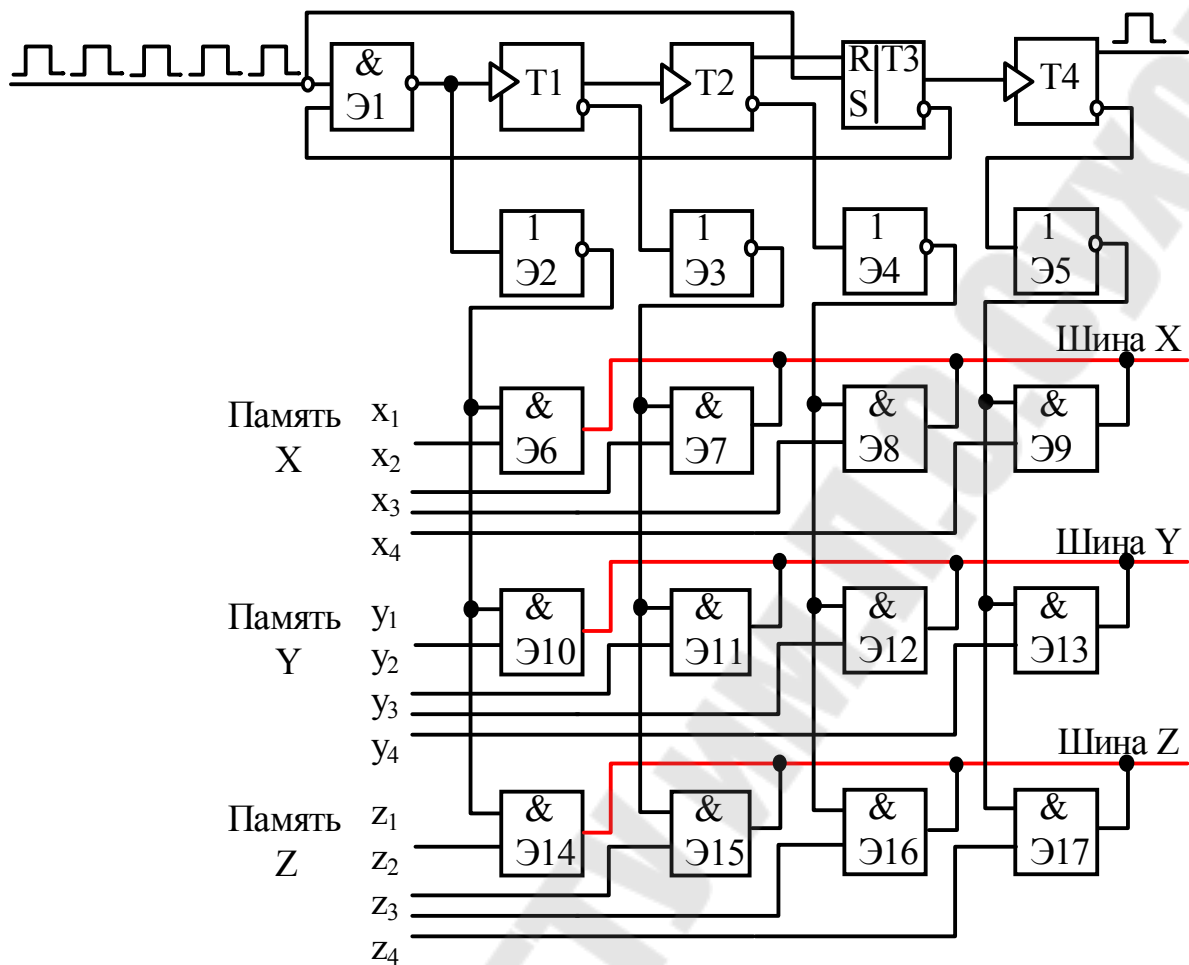 & Э1
T1
T2
R T3
S
T4
1 Э2
1 Э3
1 Э4
1 Э5
Шина X
Память X
x₁
x₂
x₃
x₄
& Э6
& Э7
& Э8
& Э9
Шина Y
Память Y
y₁
y₂
y₃
y₄
& Э10
& Э11
& Э12
& Э13
Шина Z
Память Z
z₁
z₂
z₃
z₄
& Э14
& Э15
& Э16
& Э17